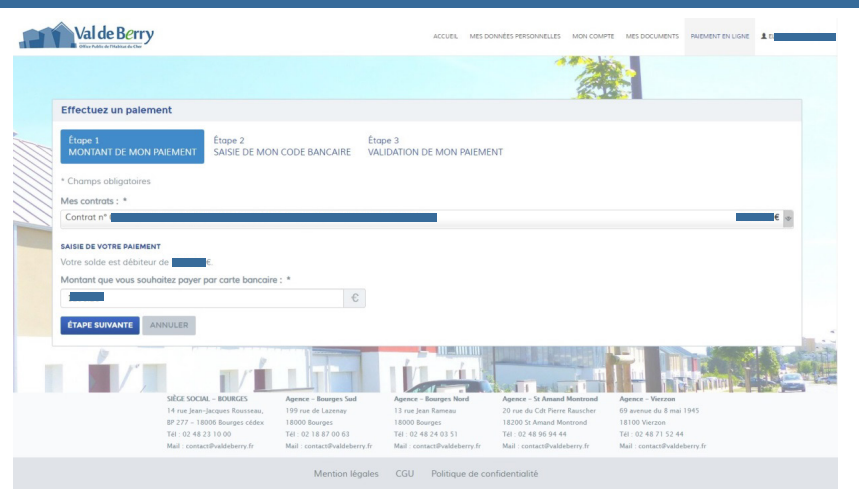 Val de Berry
Office Public de l'Habitat du Cher
ACCUEIL MES DONNÉES PERSONNELLES MON COMPTE MES DOCUMENTS PAIEMENT EN LIGNE
Effectuez un paiement
Étape 1
MONTANT DE MON PAIEMENT
Étape 2
SAISIE DE MON CODE BANCAIRE
Étape 3
VALIDATION DE MON PAIEMENT
* Champs obligatoires
Mes contrats : *
Contrat n° €
SAISIE DE VOTRE PAIEMENT
Votre solde est débiteur de €.
Montant que vous souhaitez payer par carte bancaire : *
€
ÉTAPE SUIVANTE ANNULER
SIÈGE SOCIAL – BOURGES
14 rue Jean-Jacques Rousseau,
BP 277 – 18006 Bourges cédex
Tél : 02 48 23 10 00
Mail : contact@valdeberry.fr
Agence – Bourges Sud
199 rue de Lazenay
18000 Bourges
Tél : 02 18 87 00 63
Mail : contact@valdeberry.fr
Agence – Bourges Nord
13 rue Jean Rameau
18000 Bourges
Tél : 02 48 24 03 51
Mail : contact@valdeberry.fr
Agence – St Amand Montrond
20 rue du Cdt Pierre Rauscher
18200 St Amand Montrond
Tél : 02 48 96 94 44
Mail : contact@valdeberry.fr
Agence – Vierzon
69 avenue du 8 mai 1945
18100 Vierzon
Tél : 02 48 71 52 44
Mail : contact@valdeberry.fr
Mention légales CGU Politique de confidentialité